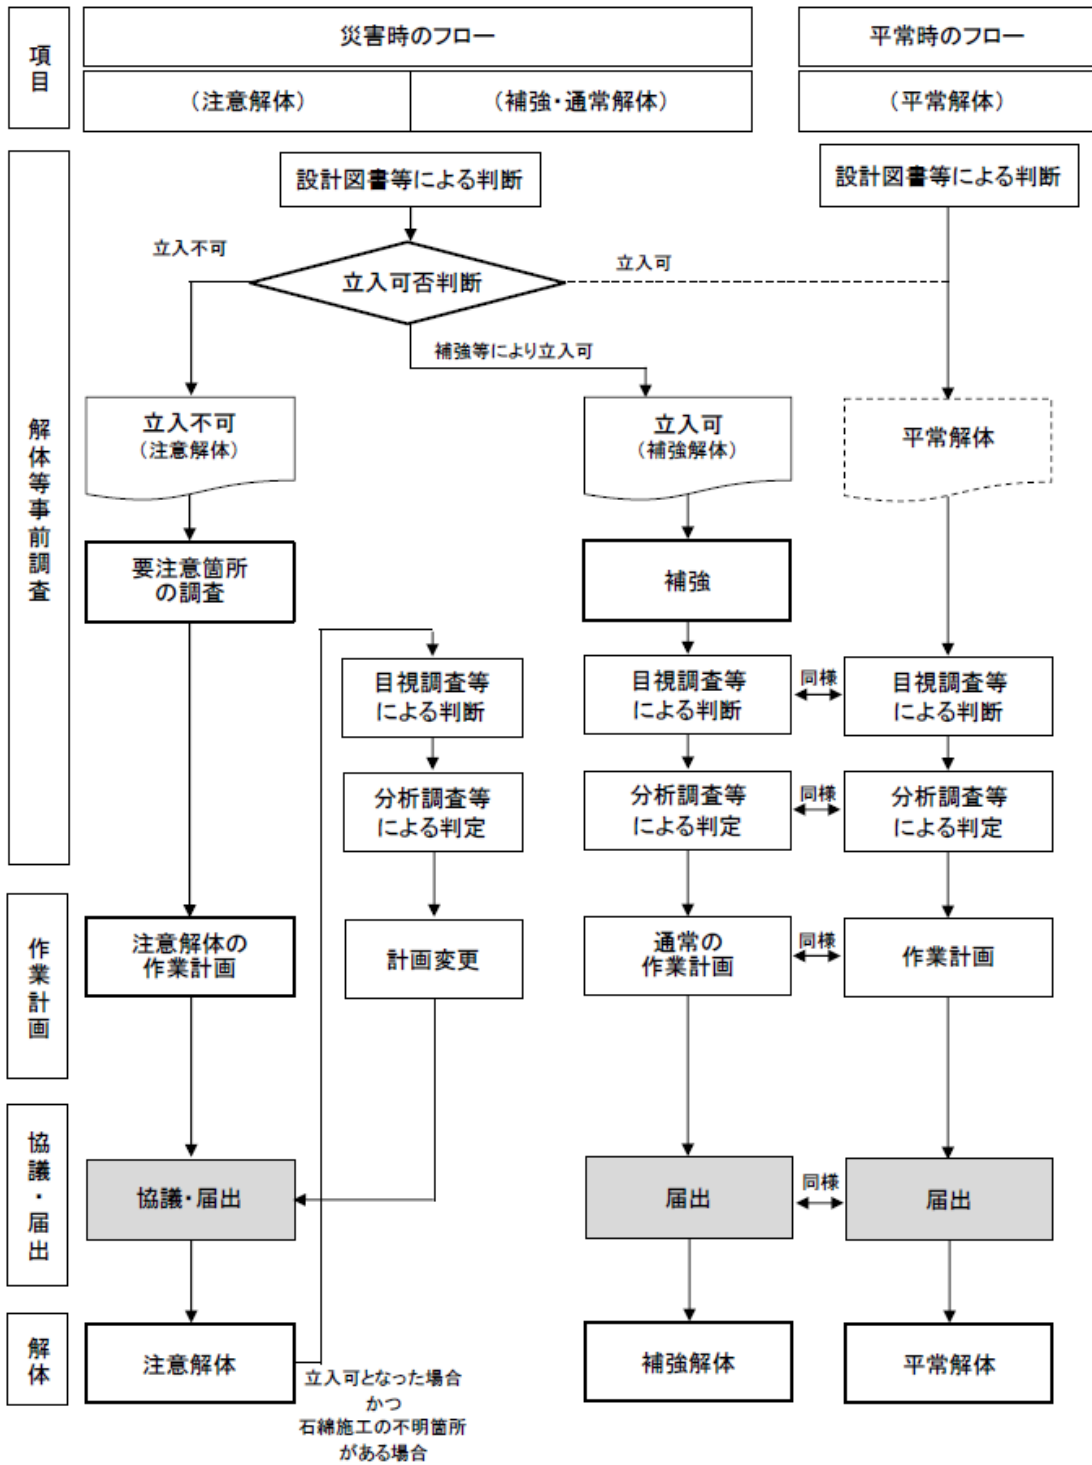 項目
災害時のフロー
平常時のフロー
（注意解体）
（補強・通常解体）
（平常解体）
解体等事前調査
設計図書等による判断
設計図書等による判断
立入不可
立入可否判断
立入可
補強等により立入可
立入不可
（注意解体）
立入可
（補強解体）
平常解体
要注意箇所
の調査
補強
目視調査等
による判断
目視調査等
による判断
同様
目視調査等
による判断
分析調査等
による判定
分析調査等
による判定
同様
分析調査等
による判定
作業計画
注意解体の
作業計画
計画変更
通常の
作業計画
同様
作業計画
協議・届出
協議・届出
届出
同様
届出
解体
注意解体
立入可となった場合
かつ
石綿施工の不明箇所
がある場合
補強解体
平常解体